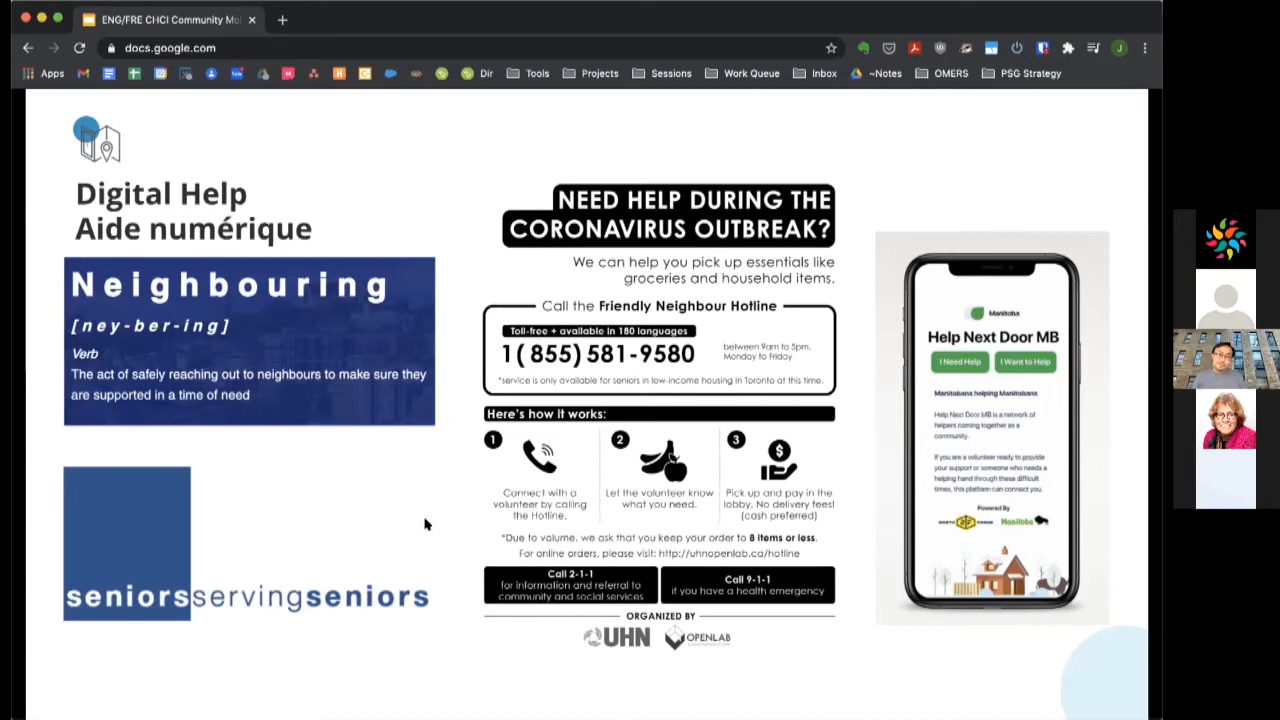 ENG/FRE CHCI Community Mo
docs.google.com
Apps
Dir
Tools
Projects
Sessions
Work Queue
Inbox
~Notes
OMERS
PSG Strategy
Digital Help
Aide numérique
Neighbouring
[ney-ber-ing]
Verb
The act of safely reaching out to neighbours to make sure they
are supported in a time of need
seniorsservingseniors
NEED HELP DURING THE
CORONAVIRUS OUTBREAK?
We can help you pick up essentials like
groceries and household items.
Call the Friendly Neighbour Hotline
Toll-free + available in 180 languages
1(855)581-9580
between 9am to 5pm,
Monday to Friday
*service is only available for seniors in low-income housing in Toronto at this time.
Here's how it works:
1
Connect with a
volunteer by calling
the Hotline.
2
Let the volunteer know
what you need.
3
Pick up and pay in the
lobby. No delivery fees!
(cash preferred)
*Due to volume, we ask that you keep your order to 8 items or less.
For online orders, please visit: http://uhnopenlab.ca/hotline
Call 2-1-1
for information and referral to
community and social services
Call 9-1-1
if you have a health emergency
ORGANIZED BY
UHN
OPENLAB
Manitoba
Help Next Door MB
I Need Help
I Want to Help
Manitobans helping Manitobans
Help Next Door MB is a network of
helpers coming together as a
community.
If you are a volunteer ready to provide
your support or someone who needs a
helping hand through these difficult
times, this platform can connect you.
Powered By
Manitoba